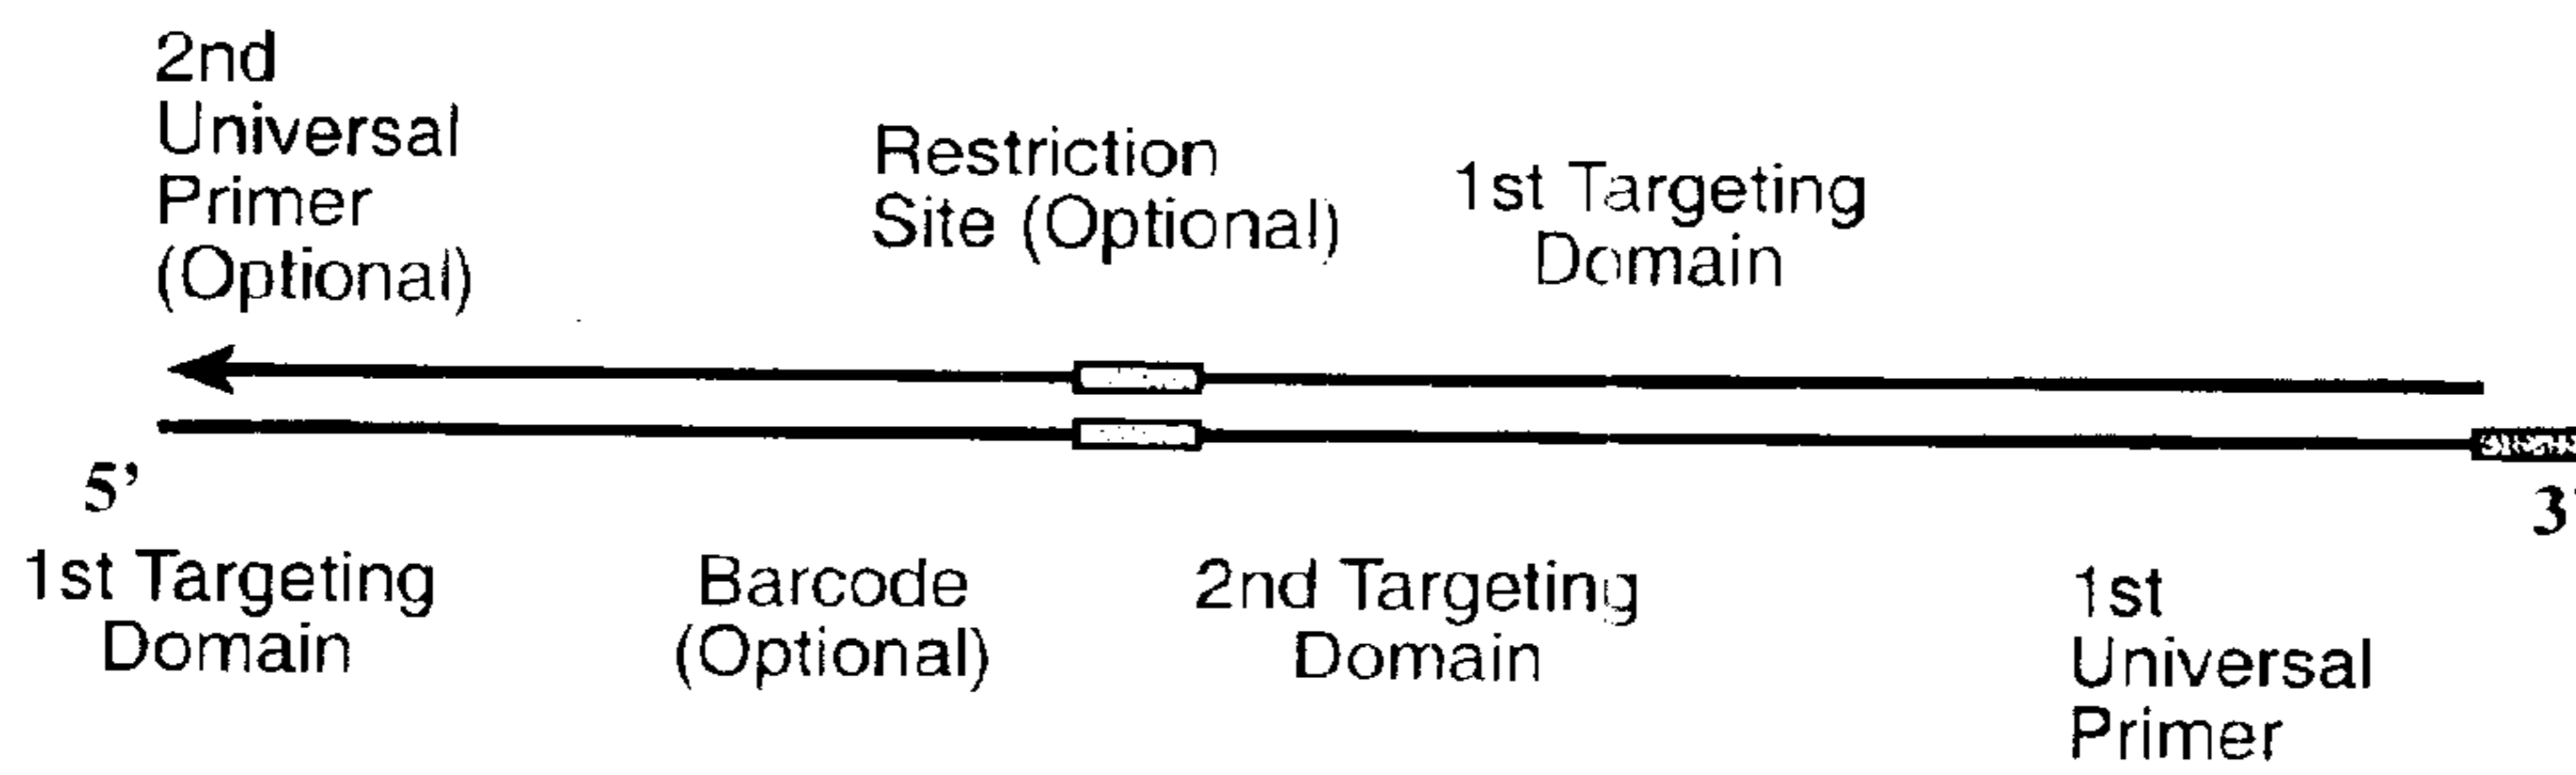 2nd
Universal
Primer
(Optional)
Restriction
Site (Optional)
1st Targeting
Domain
5’
3’
1st Targeting
Domain
Barcode
(Optional)
2nd Targeting
Domain
1st
Universal
Primer